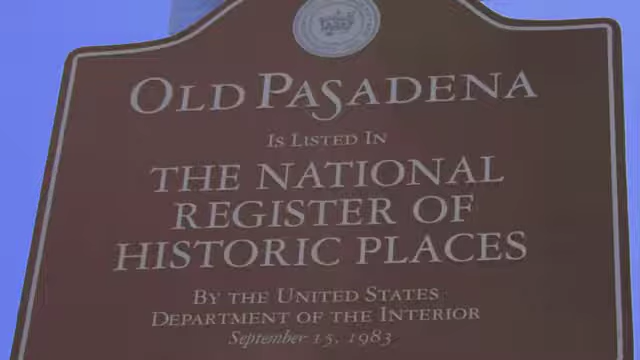 OLD PASADENA
IS LISTED IN
THE NATIONAL
REGISTER OF
HISTORIC PLACES
BY THE UNITED STATES
DEPARTMENT OF THE INTERIOR
September 15, 1983